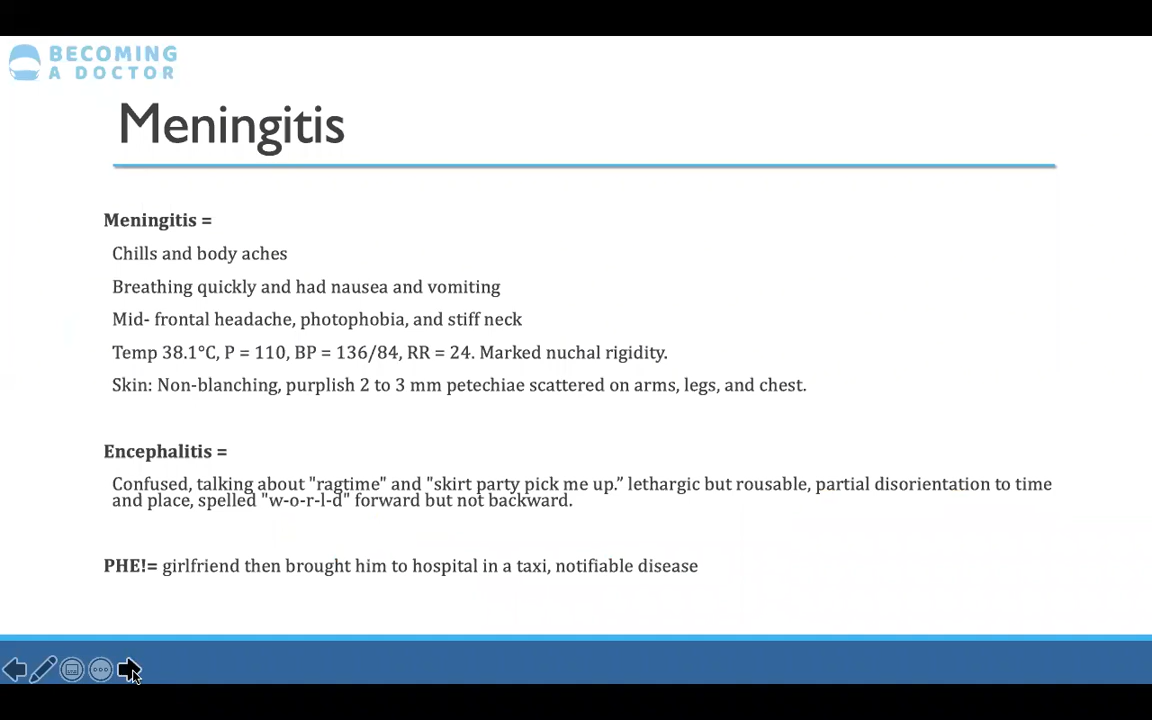 BECOMING
A DOCTOR
Meningitis
Meningitis =
Chills and body aches
Breathing quickly and had nausea and vomiting
Mid- frontal headache, photophobia, and stiff neck
Temp 38.1°C, P = 110, BP = 136/84, RR = 24. Marked nuchal rigidity.
Skin: Non-blanching, purplish 2 to 3 mm petechiae scattered on arms, legs, and chest.
Encephalitis =
Confused, talking about "ragtime" and "skirt party pick me up.” lethargic but rousable, partial disorientation to time
and place, spelled "w-o-r-l-d" forward but not backward.
PHE!= girlfriend then brought him to hospital in a taxi, notifiable disease